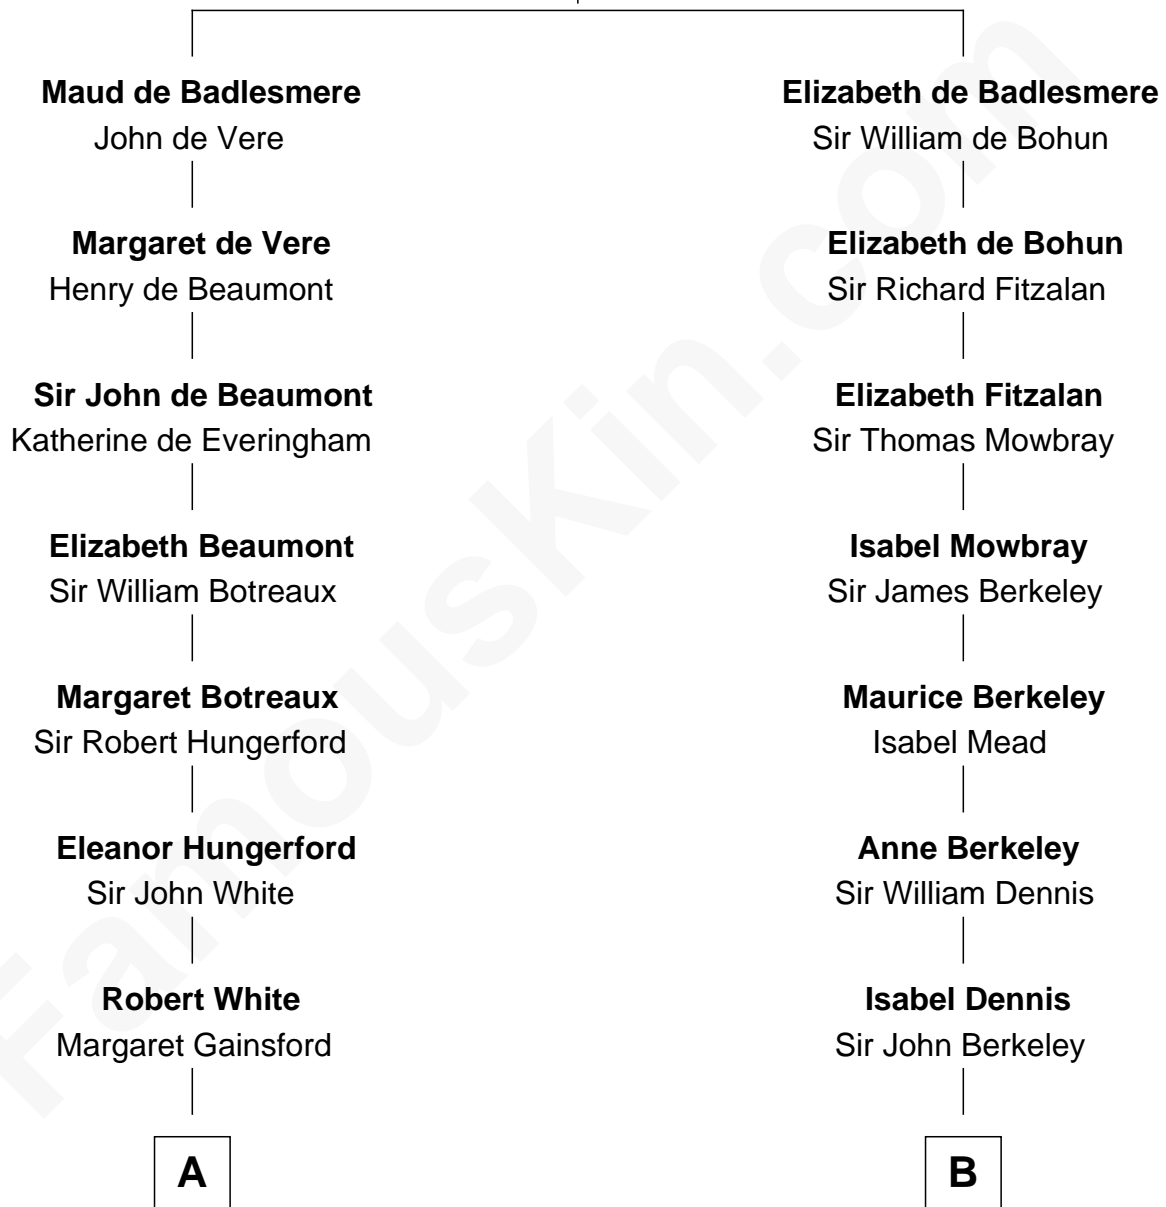 Maud de Badlesmere
John de Vere
Margaret de Vere
Henry de Beaumont
Sir John de Beaumont
Katherine de Everingham
Elizabeth Beaumont
Sir William Botreaux
Margaret Botreaux
Sir Robert Hungerford
Eleanor Hungerford
Sir John White
Robert White
Margaret Gainsford
A
Elizabeth de Badlesmere
Sir William de Bohun
Elizabeth de Bohun
Sir Richard Fitzalan
Elizabeth Fitzalan
Sir Thomas Mowbray
Isabel Mowbray
Sir James Berkeley
Maurice Berkeley
Isabel Mead
Anne Berkeley
Sir William Dennis
Isabel Dennis
Sir John Berkeley
B
FamousKin.com